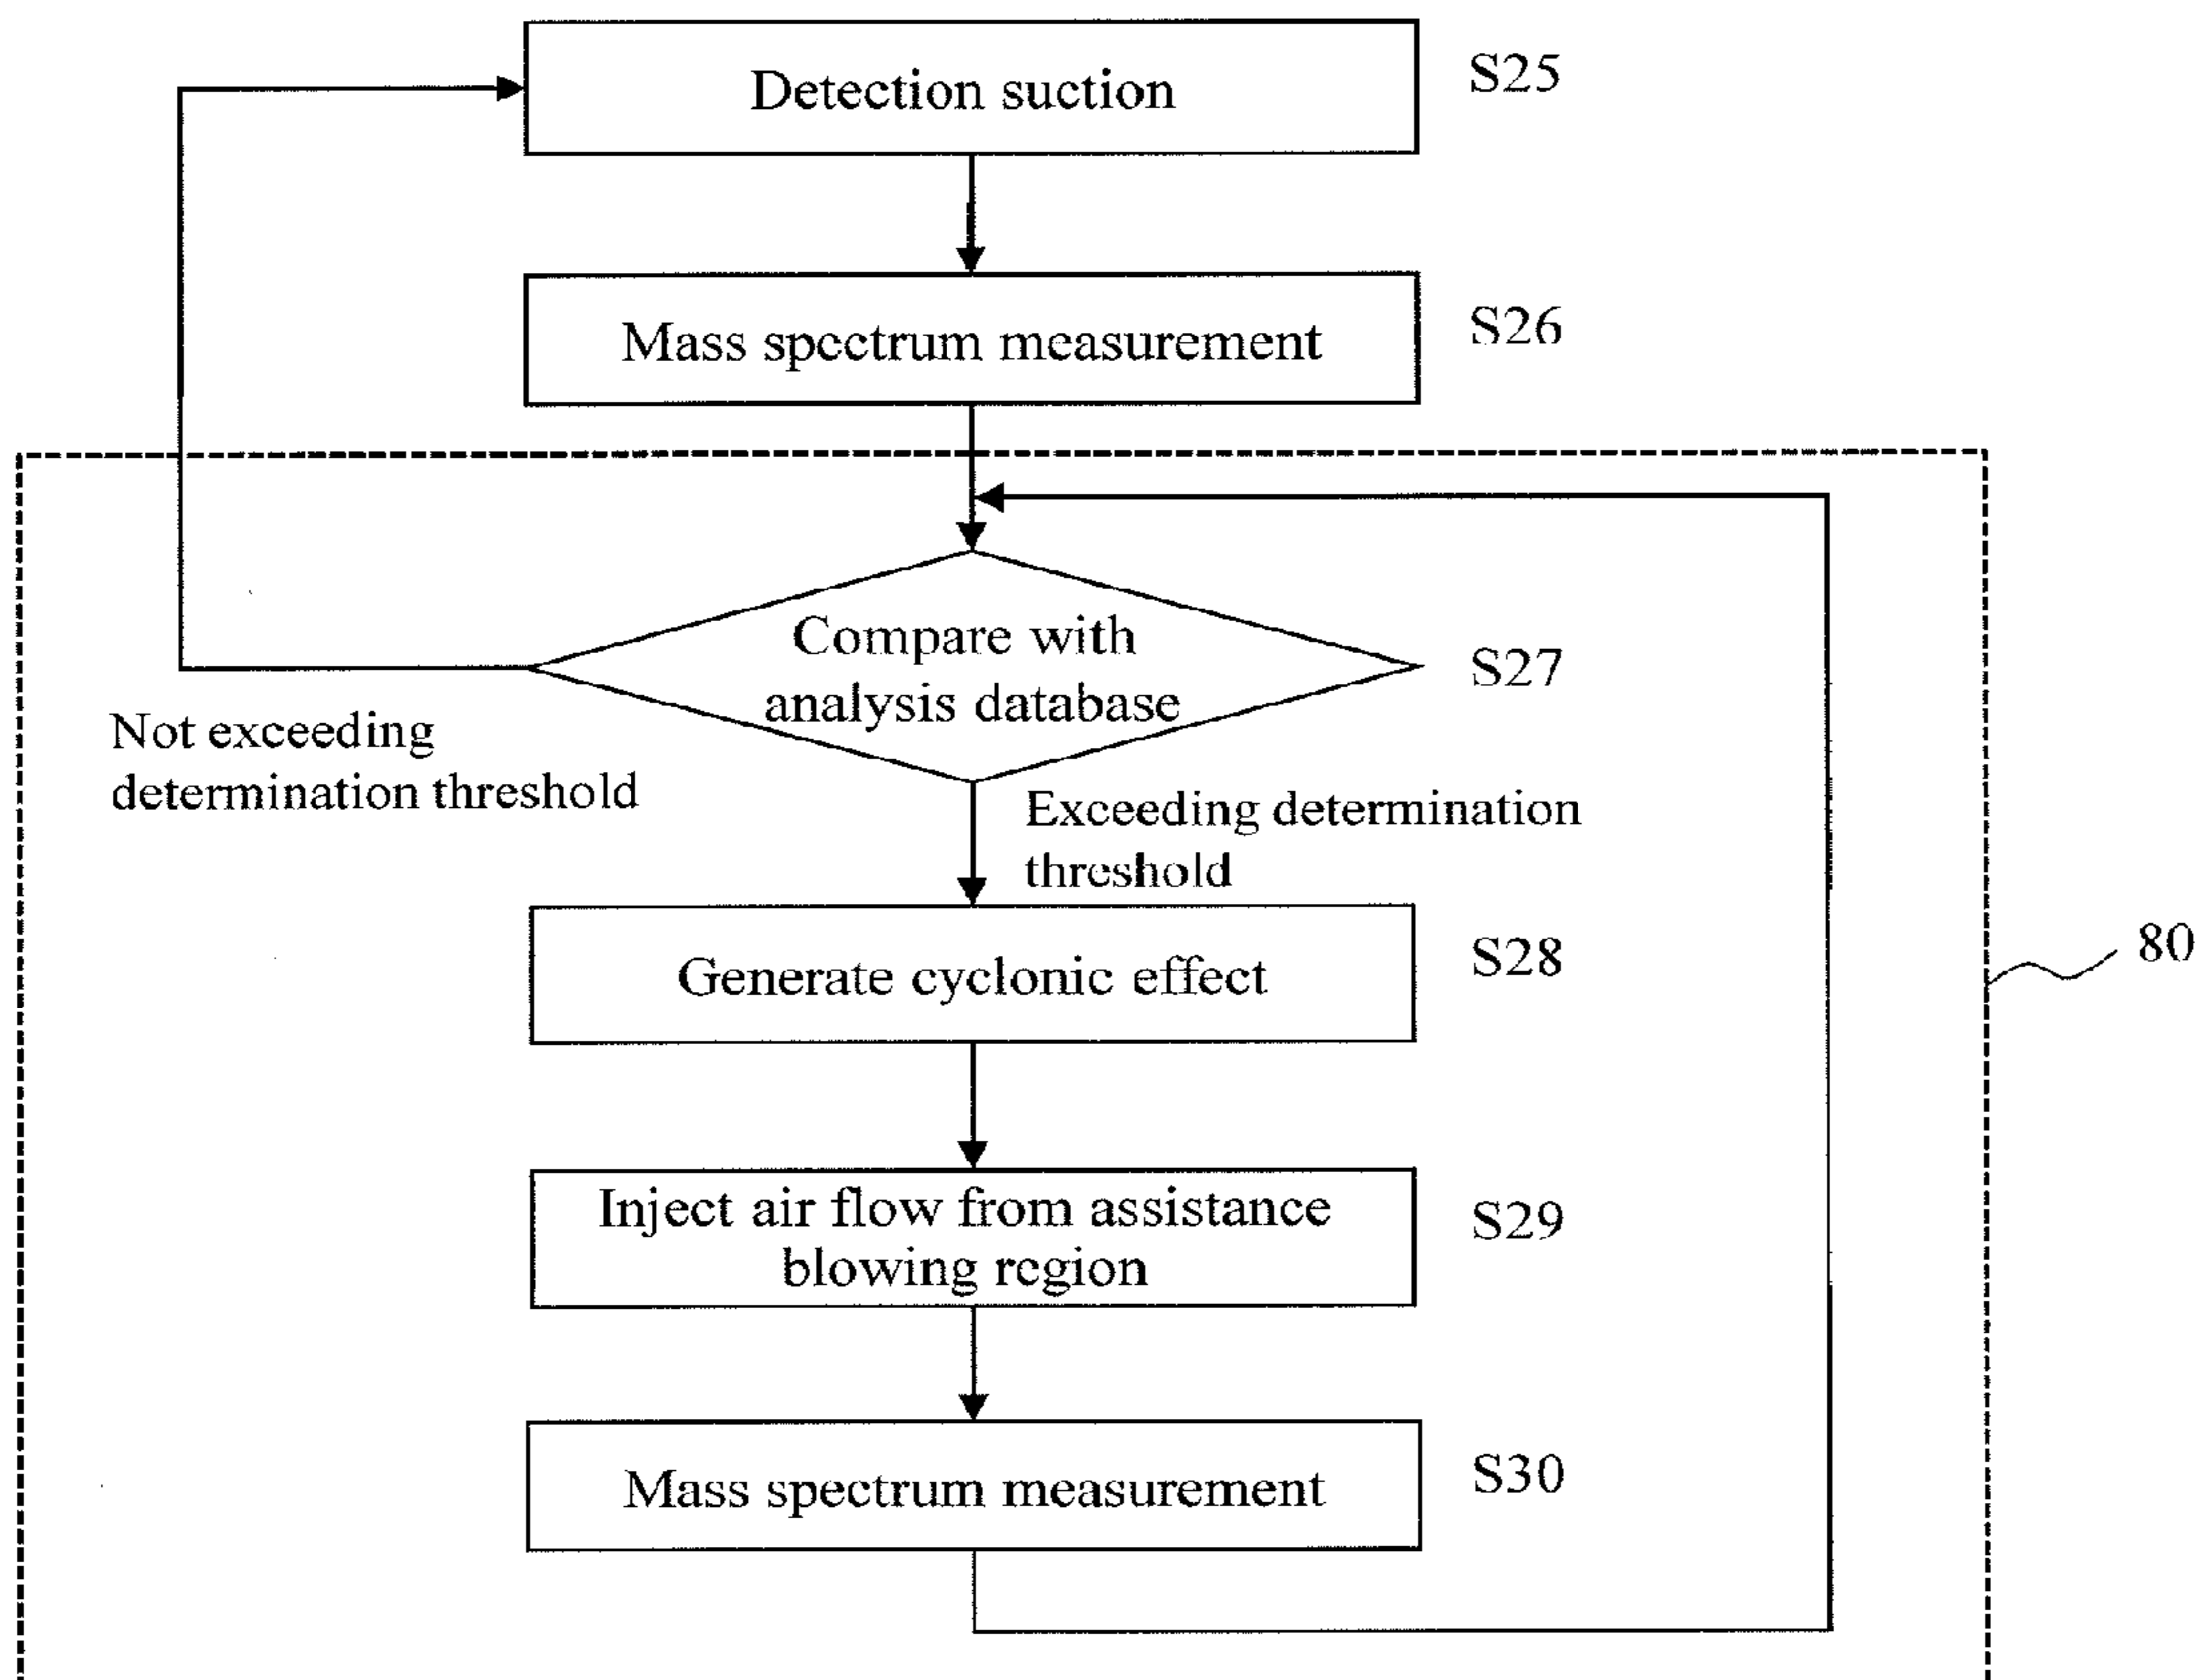 Detection suction
S25
Mass spectrum measurement
S26
Compare with
analysis database
S27
Not exceeding
determination threshold
Exceeding determination
threshold
Generate cyclonic effect
S28
80
Inject air flow from assistance
blowing region
S29
Mass spectrum measurement
S30